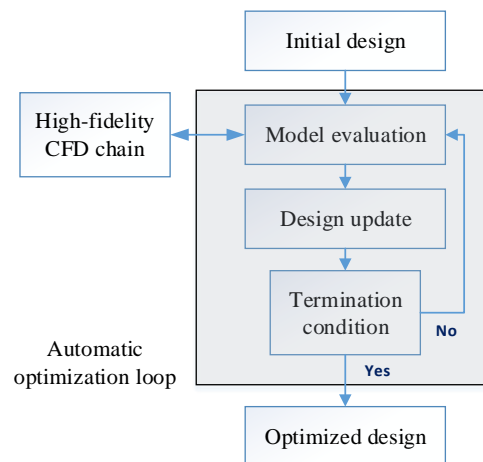 Initial design
High-fidelity
CFD chain
Model evaluation
Design update
Termination
condition
No
Automatic
optimization loop
Yes
Optimized design